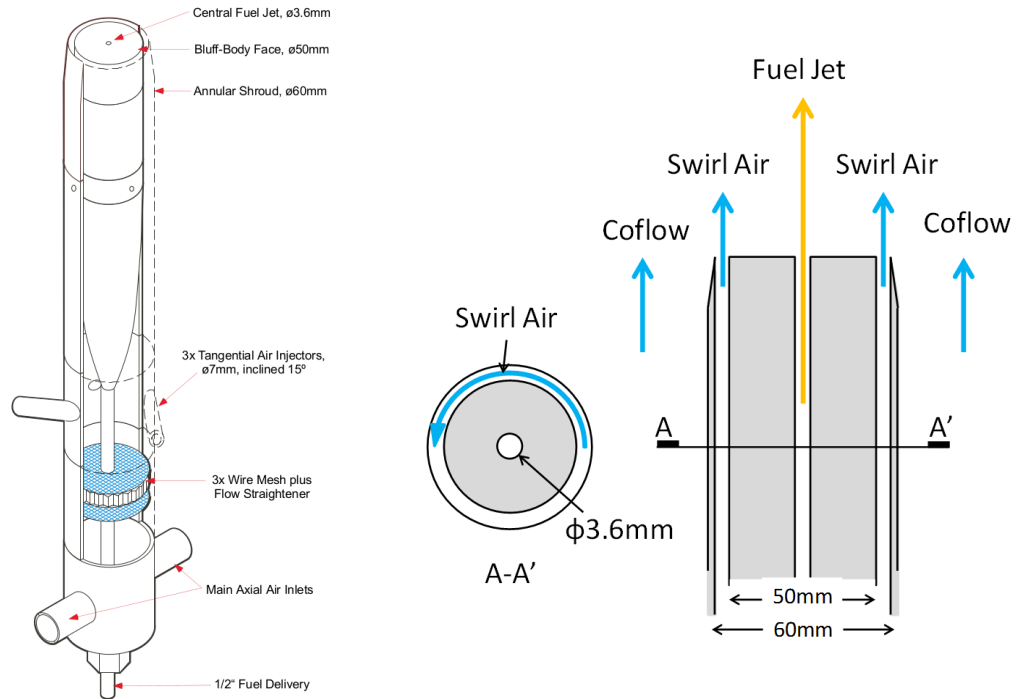 Central Fuel Jet, ø3.6mm
Bluff-Body Face, ø50mm
Annular Shroud, ø60mm
3x Tangential Air Injectors,
ø7mm, inclined 15º
3x Wire Mesh plus
Flow Straightener
Main Axial Air Inlets
1/2“ Fuel Delivery
Swirl Air
ϕ3.6mm
A-A’
Fuel Jet
Swirl Air
Swirl Air
Coflow
Coflow
A
A’
50mm
60mm